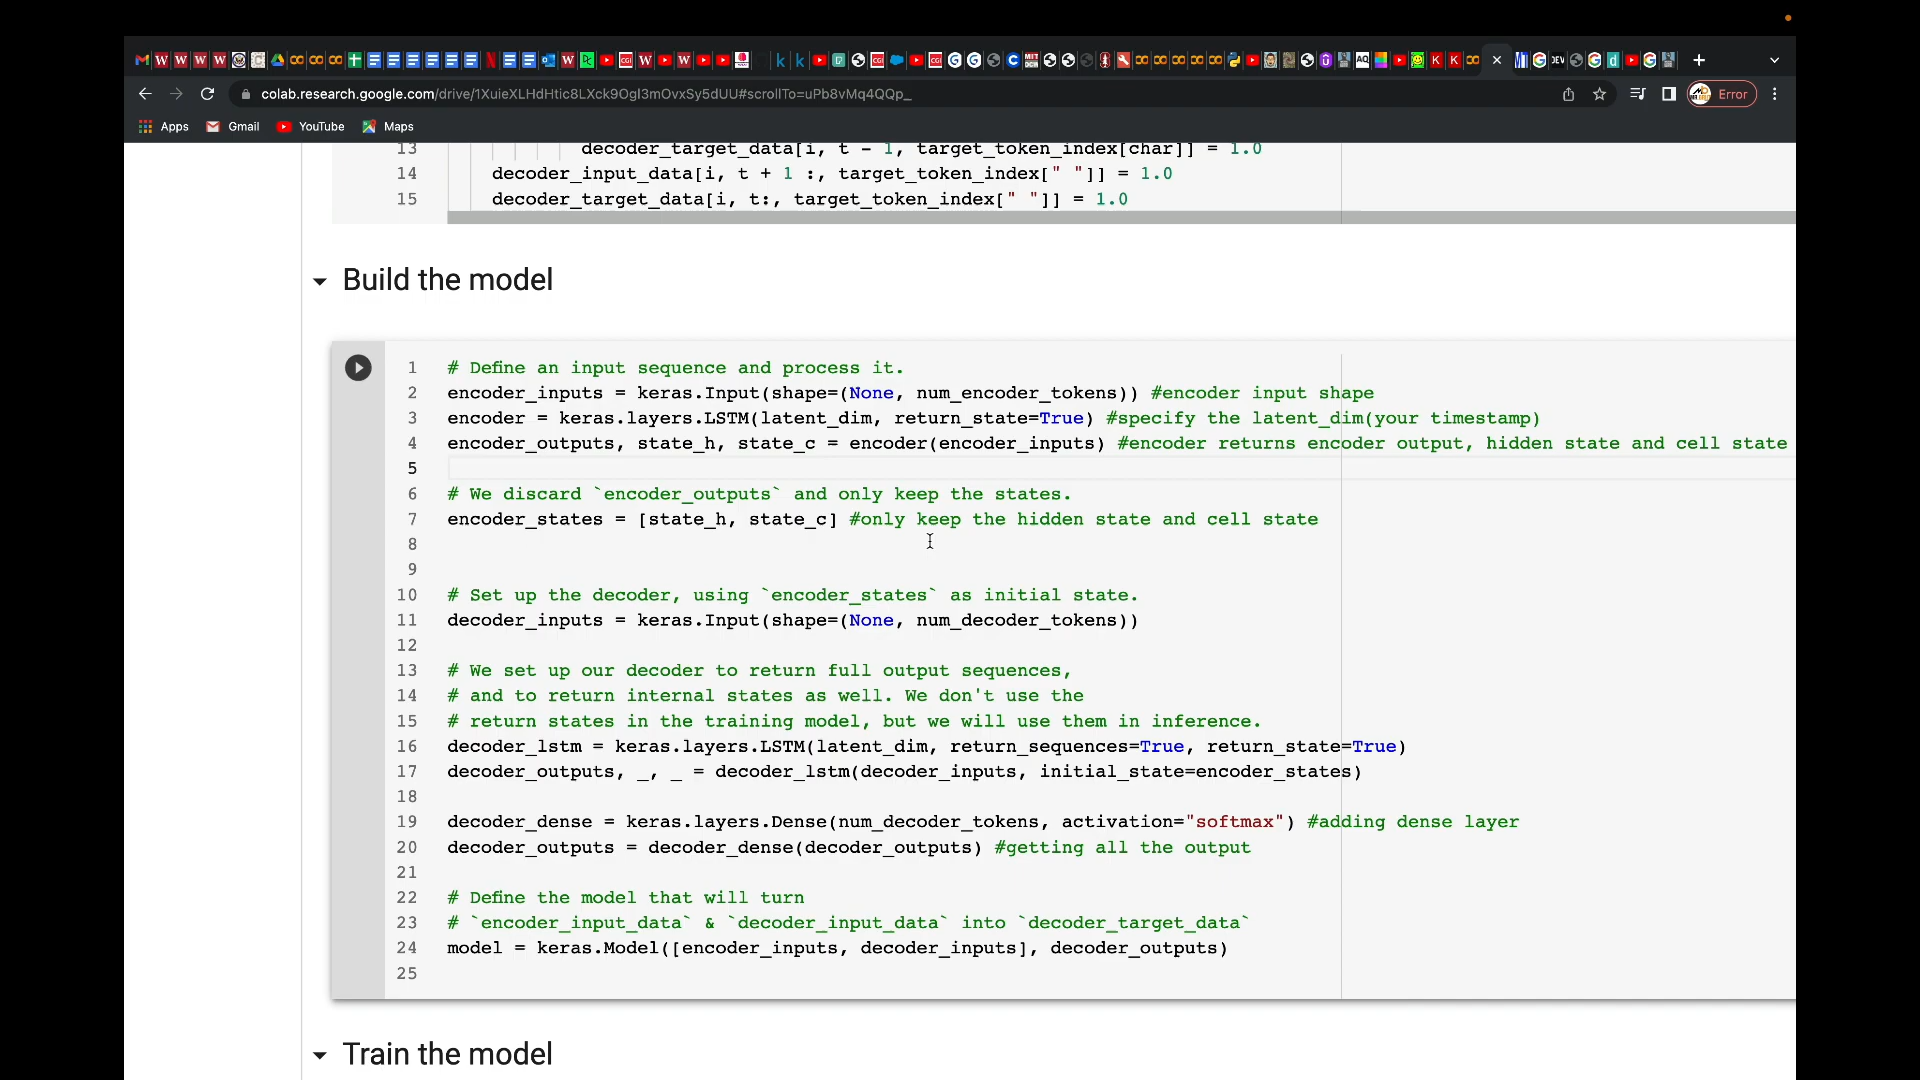 colab.research.google.com/drive/1XuieXLHdHtic8LXck9OgI3mOvxSy5dUU#scrollTo=uPb8vMq4QQp_
Error
Apps Gmail YouTube Maps
13 decoder_target_data[i, t - 1, target_token_index[char]] = 1.0
14 decoder_input_data[i, t + 1 :, target_token_index[" "]] = 1.0
15 decoder_target_data[i, t:, target_token_index[" "]] = 1.0
Build the model
1 # Define an input sequence and process it.
2 encoder_inputs = keras.Input(shape=(None, num_encoder_tokens)) #encoder input shape
3 encoder = keras.layers.LSTM(latent_dim, return_state=True) #specify the latent_dim(your timestamp)
4 encoder_outputs, state_h, state_c = encoder(encoder_inputs) #encoder returns encoder output, hidden state and cell state
5
6 # We discard `encoder_outputs` and only keep the states.
7 encoder_states = [state_h, state_c] #only keep the hidden state and cell state
8
9
10 # Set up the decoder, using `encoder_states` as initial state.
11 decoder_inputs = keras.Input(shape=(None, num_decoder_tokens))
12
13 # We set up our decoder to return full output sequences,
14 # and to return internal states as well. We don't use the
15 # return states in the training model, but we will use them in inference.
16 decoder_lstm = keras.layers.LSTM(latent_dim, return_sequences=True, return_state=True)
17 decoder_outputs, _, _ = decoder_lstm(decoder_inputs, initial_state=encoder_states)
18
19 decoder_dense = keras.layers.Dense(num_decoder_tokens, activation="softmax") #adding dense layer
20 decoder_outputs = decoder_dense(decoder_outputs) #getting all the output
21
22 # Define the model that will turn
23 # `encoder_input_data` & `decoder_input_data` into `decoder_target_data`
24 model = keras.Model([encoder_inputs, decoder_inputs], decoder_outputs)
25
Train the model